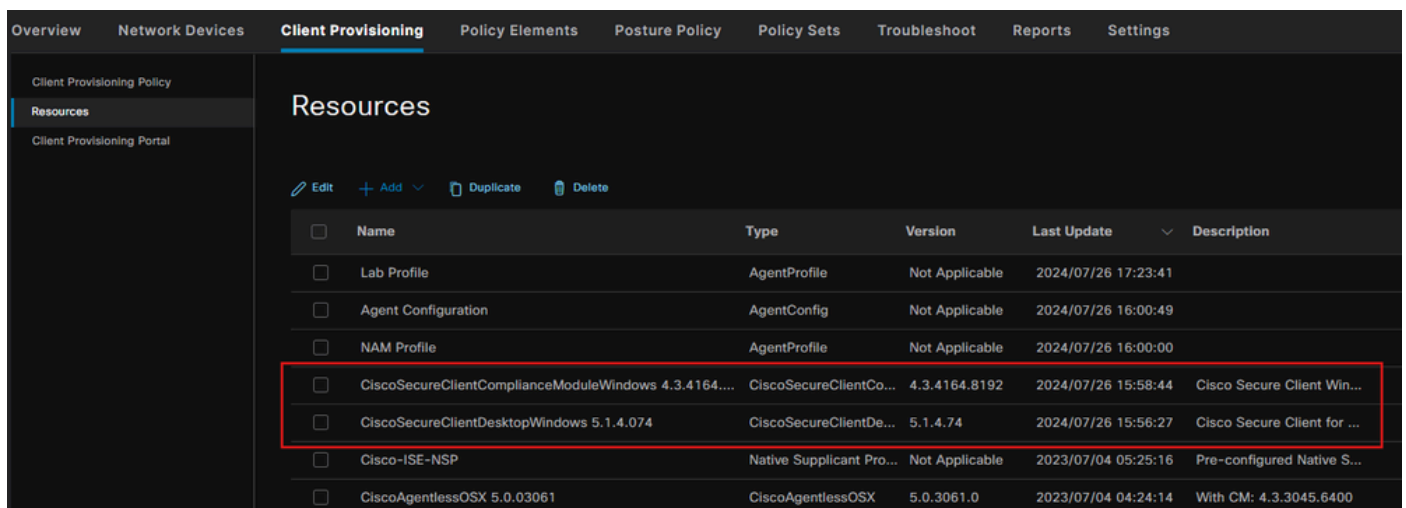 Overview Network Devices Client Provisioning Policy Elements Posture Policy Policy Sets Troubleshoot Reports Settings
Client Provisioning Policy
Resources
Client Provisioning Portal
Resources
Edit Add Duplicate Delete
Name Type Version Last Update Description
Lab Profile AgentProfile Not Applicable 2024/07/26 17:23:41
Agent Configuration AgentConfig Not Applicable 2024/07/26 16:00:49
NAM Profile AgentProfile Not Applicable 2024/07/26 16:00:00
CiscoSecureClientComplianceModuleWindows 4.3.4164.... CiscoSecureClientCo... 4.3.4164.8192 2024/07/26 15:58:44 Cisco Secure Client Win...
CiscoSecureClientDesktopWindows 5.1.4.074 CiscoSecureClientDe... 5.1.4.74 2024/07/26 15:56:27 Cisco Secure Client for ...
Cisco-ISE-NSP Native Supplicant Pro... Not Applicable 2023/07/04 05:25:16 Pre-configured Native S...
CiscoAgentlessOSX 5.0.03061 CiscoAgentlessOSX 5.0.3061.0 2023/07/04 04:24:14 With CM: 4.3.3045.6400